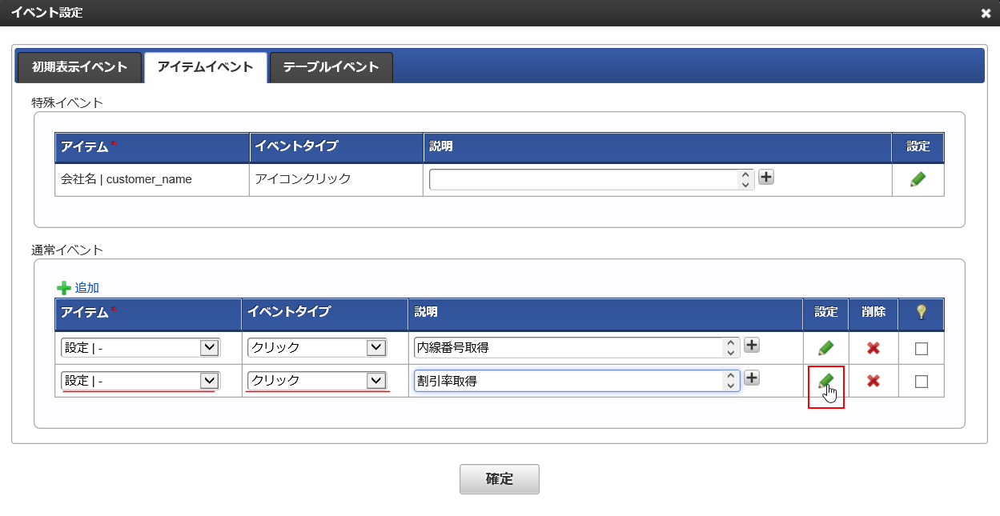 イベント設定
初期表示イベント アイテムイベント テーブルイベント
特殊イベント
アイテム* イベントタイプ 説明 設定
会社名 | customer_name アイコンクリック
通常イベント
追加
アイテム* イベントタイプ 説明 設定 削除
設定 | - クリック 内線番号取得
設定 | - クリック 割引率取得
確定